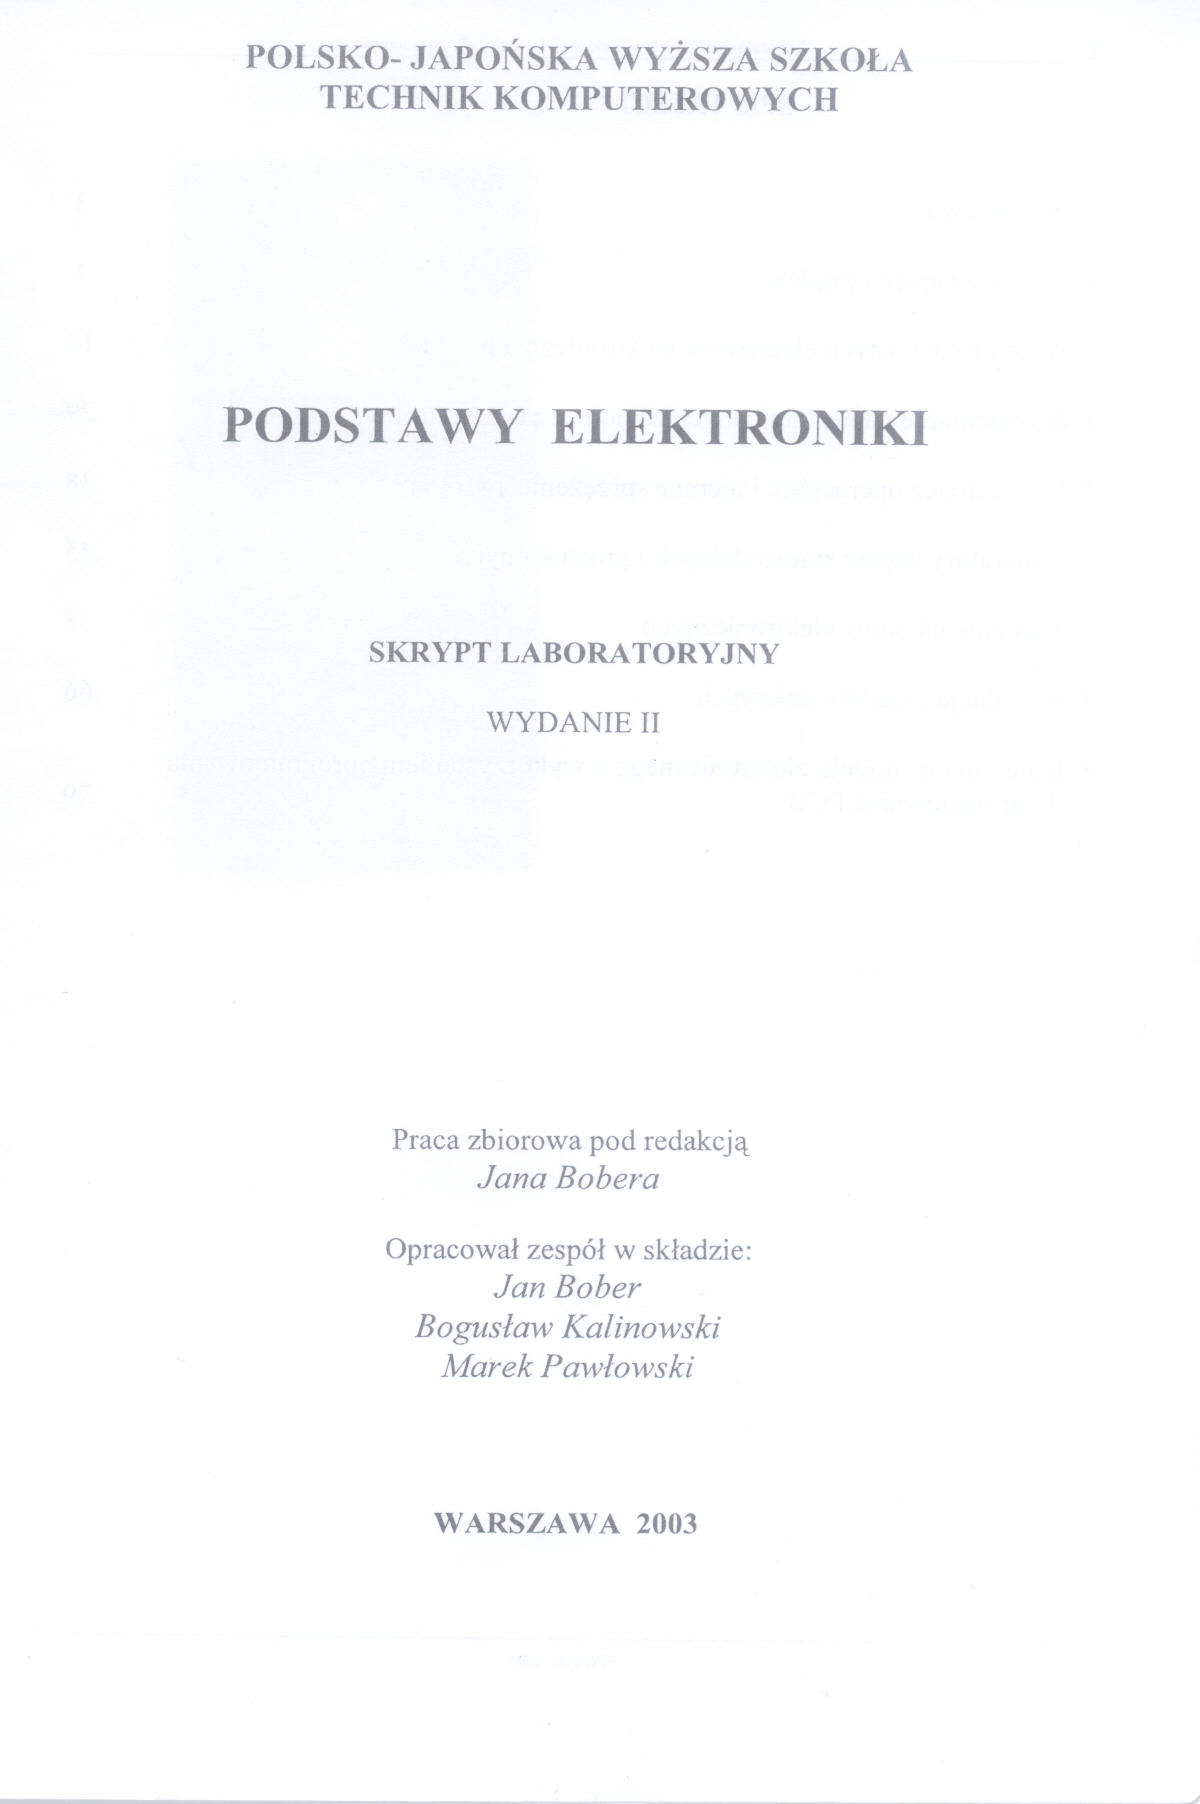 POLSKO- JAPOŃSKA WYŻSZA SZKOŁA
TECHNIK KOMPUTEROWYCH
PODSTAWY ELEKTRONIKI
SKRYPT LABORATORYJNY
WYDANIE II
Praca zbiorowa pod redakcją
Jana Bobera
Opracował zespół w składzie:
Jan Bober
Bogusław Kalinowski
Marek Pawłowski
WARSZAWA 2003